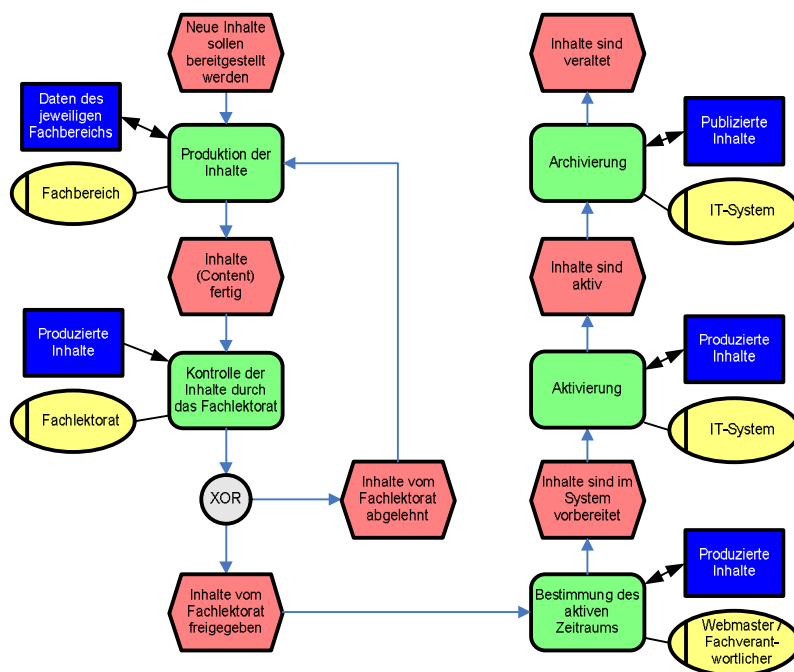 Neue Inhalte
sollen
bereitgestellt
werden
Daten des
jeweiligen
Fachbereichs
Produktion der
Inhalte
Fachbereich
Inhalte
(Content)
fertig
Produzierte
Inhalte
Kontrolle der
Inhalte durch
das Fachlektorat
Fachlektorat
XOR
Inhalte vom
Fachlektorat
abgelehnt
Inhalte vom
Fachlektorat
freigegeben
Bestimmung des
aktiven
Zeitraums
Produzierte
Inhalte
Webmaster /
Fachverant-
wortlicher
Inhalte sind im
System
vorbereitet
Aktivierung
Produzierte
Inhalte
IT-System
Inhalte sind
aktiv
Archivierung
Publizierte
Inhalte
IT-System
Inhalte sind
veraltet